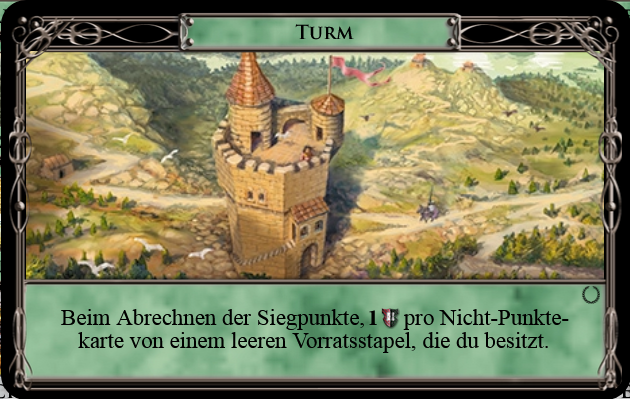 Turm
Beim Abrechnen der Siegpunkte, 1 pro Nicht-Punkte-
karte von einem leeren Vorratsstapel, die du besitzt.